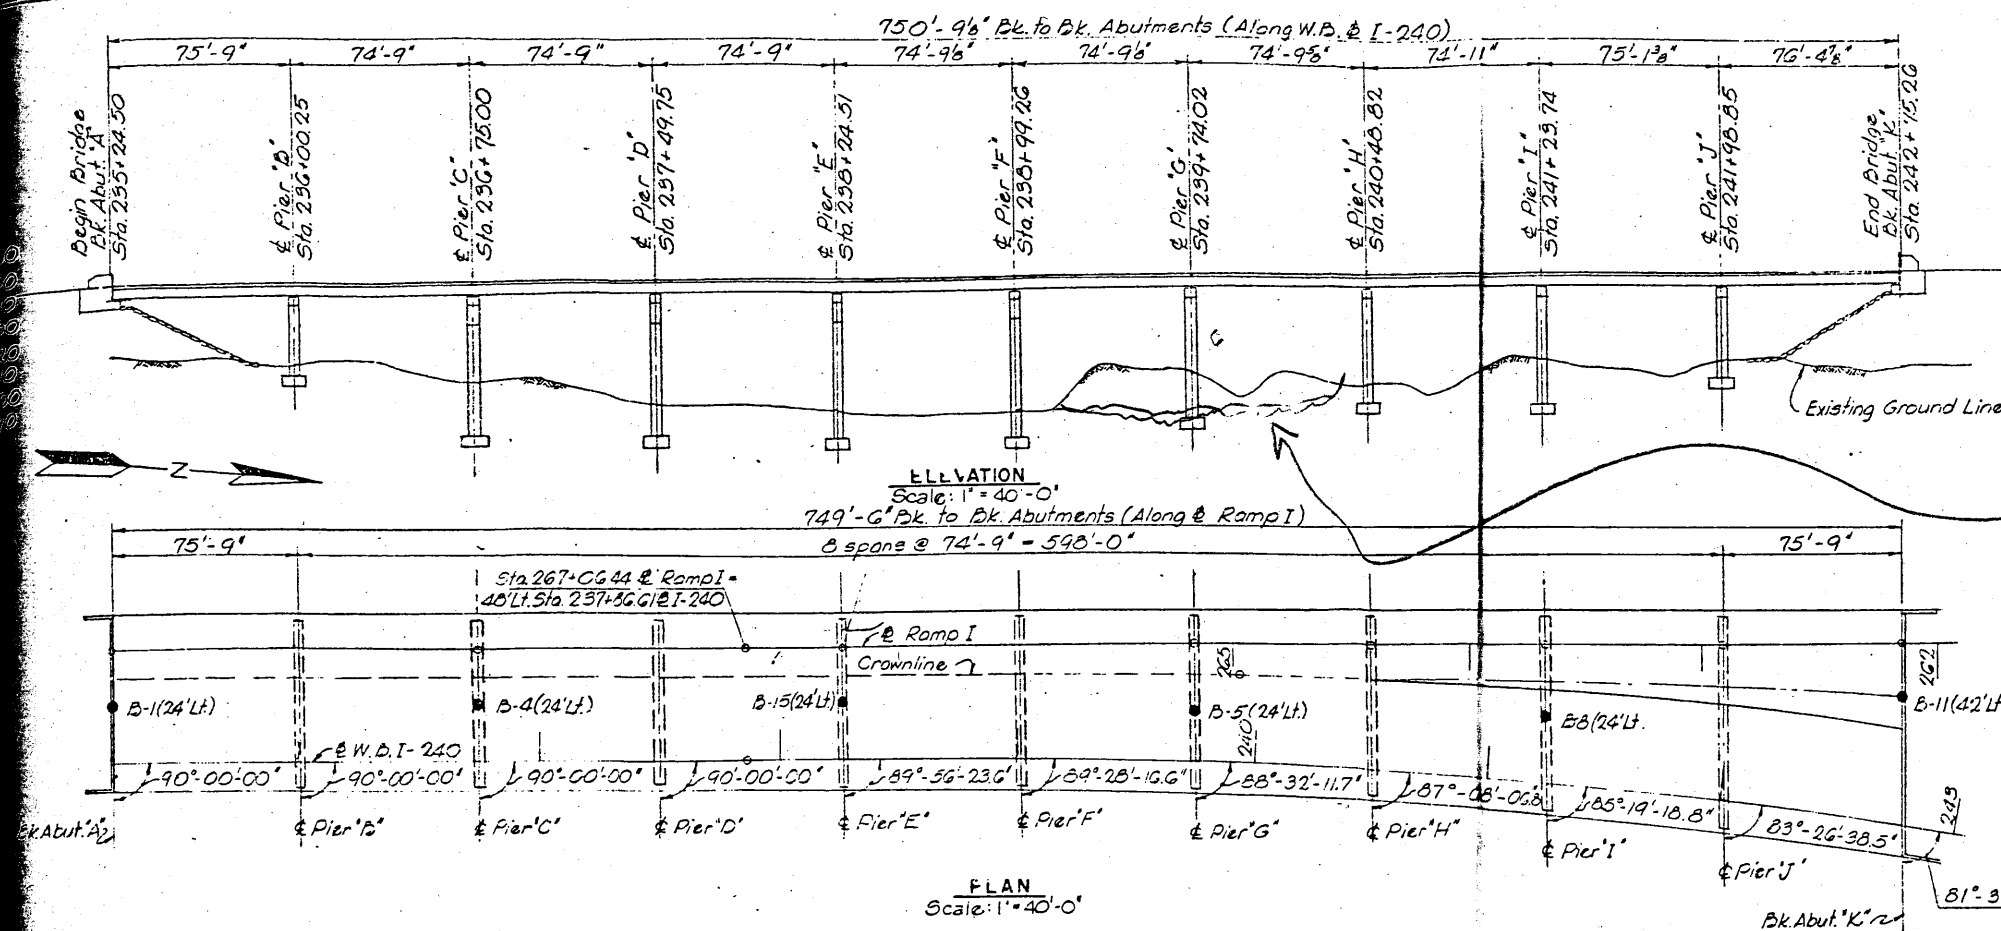 750'-9⅛" Bk. to Bk. Abutments (Along W.B. ℄ I-240)
75'-9" 74'-9" 74'-9" 74'-9" 74'-9⅛" 74'-9⅛" 74'-9⅝" 74'-11" 75'-1⅜" 76'-4⅞"
Begin Bridge
Bk. Abut. "A"
Sta. 235+24.50
℄ Pier "B"
Sta. 236+00.25
℄ Pier "C"
Sta. 236+75.00
℄ Pier "D"
Sta. 237+49.75
℄ Pier "E"
Sta. 238+24.51
℄ Pier "F"
Sta. 238+99.26
℄ Pier "G"
Sta. 239+74.02
℄ Pier "H"
Sta. 240+48.82
℄ Pier "I"
Sta. 241+23.74
℄ Pier "J"
Sta. 241+98.85
End Bridge
Bk. Abut. "K"
Sta. 242+75.26
Existing Ground Line
Z
ELEVATION
Scale: 1" = 40'-0"
749'-6" Bk. to Bk. Abutments (Along ℄ Ramp I)
75'-9" 8 spans @ 74'-9" = 598'-0" 75'-9"
Sta. 267+06.44 ℄ Ramp I =
48' Lt. Sta. 237+86.61 ℄ I-240
℄ Ramp I
Crownline
265
262
B-1 (24' Lt.) B-4 (24' Lt.) B-15 (24' Lt.) B-5 (24' Lt.) B8 (24' Lt. B-11 (42' Lt
℄ W.B. I-240
240
243
90°-00'-00" 90°-00'-00" 90°-00'-00" 90°-00'-00" 89°-56'-23.6" 89°-28'-16.6" 88°-32'-11.7" 87°-08'-06.8 85°-19'-18.8" 83°-26'-38.5"
81°-3
Bk. Abut. "A" ℄ Pier "B" ℄ Pier "C" ℄ Pier "D" ℄ Pier "E" ℄ Pier "F" ℄ Pier "G" ℄ Pier "H" ℄ Pier "I" ℄ Pier "J"
Bk. Abut. "K"
PLAN
Scale: 1" = 40'-0"